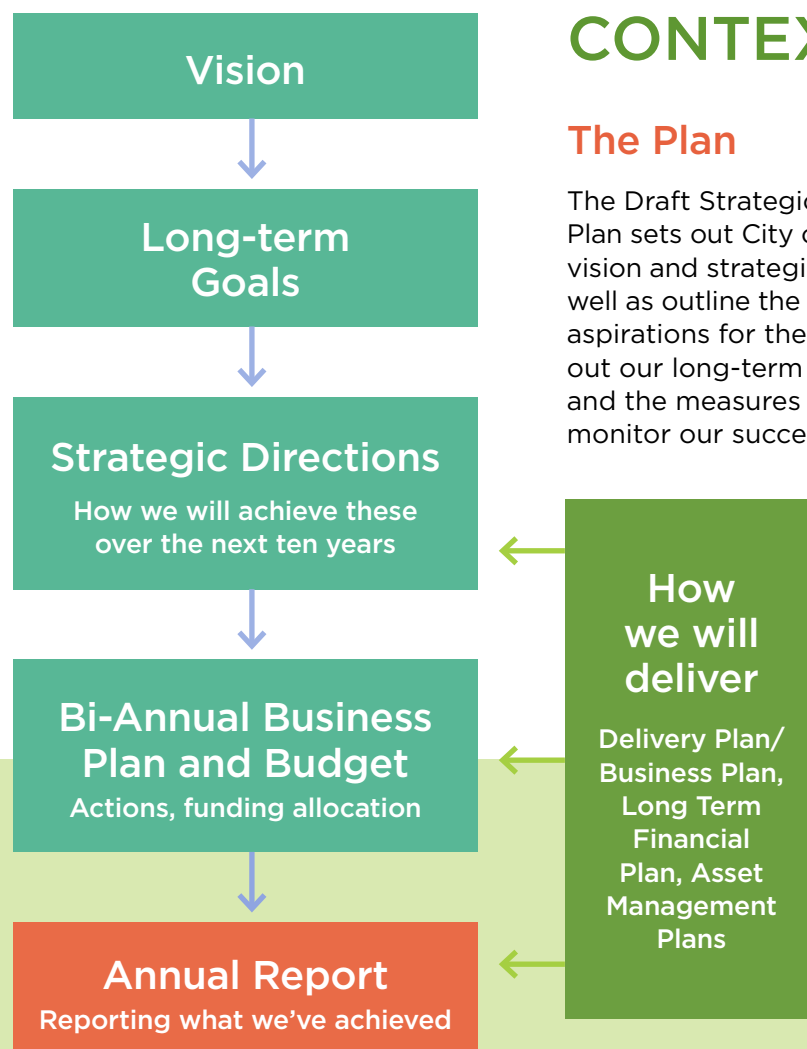 Vision
Long-term
Goals
Strategic Directions
How we will achieve these
over the next ten years
Bi-Annual Business
Plan and Budget
Actions, funding allocation
Annual Report
Reporting what we've achieved
The Plan
The Draft
Plan sets out City
vision and
well as outline the
aspirations for the
out our long-term
and the measures
monitor our
How
we will
deliver
Delivery Plan/
Business Plan,
Long Term
Financial
Plan, Asset
Management
Plans